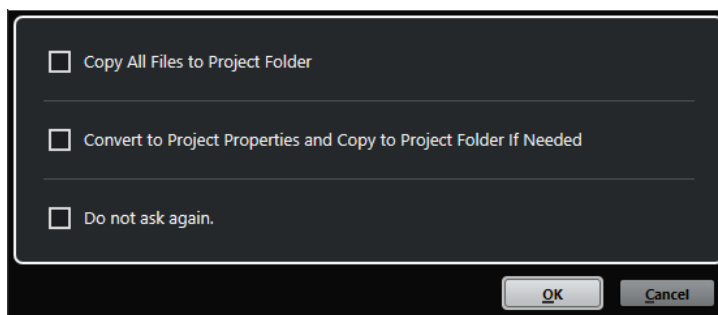 Copy All Files to Project Folder
Convert to Project Properties and Copy to Project Folder If Needed
Do not ask again.
OK Cancel